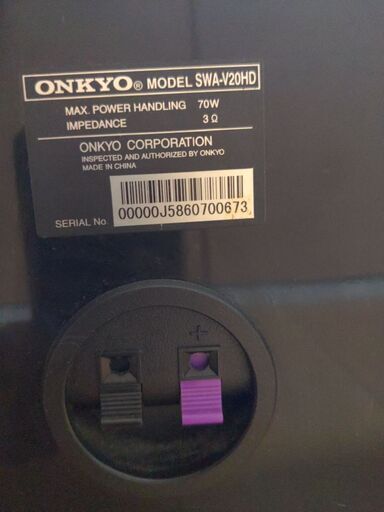 ONKYO® MODEL SWA-V20HD
MAX. POWER HANDLING 70W
IMPEDANCE 3 Ω
ONKYO CORPORATION
INSPECTED AND AUTHORIZED BY ONKYO
MADE IN CHINA
SERIAL No. 00000J5860700673
- +